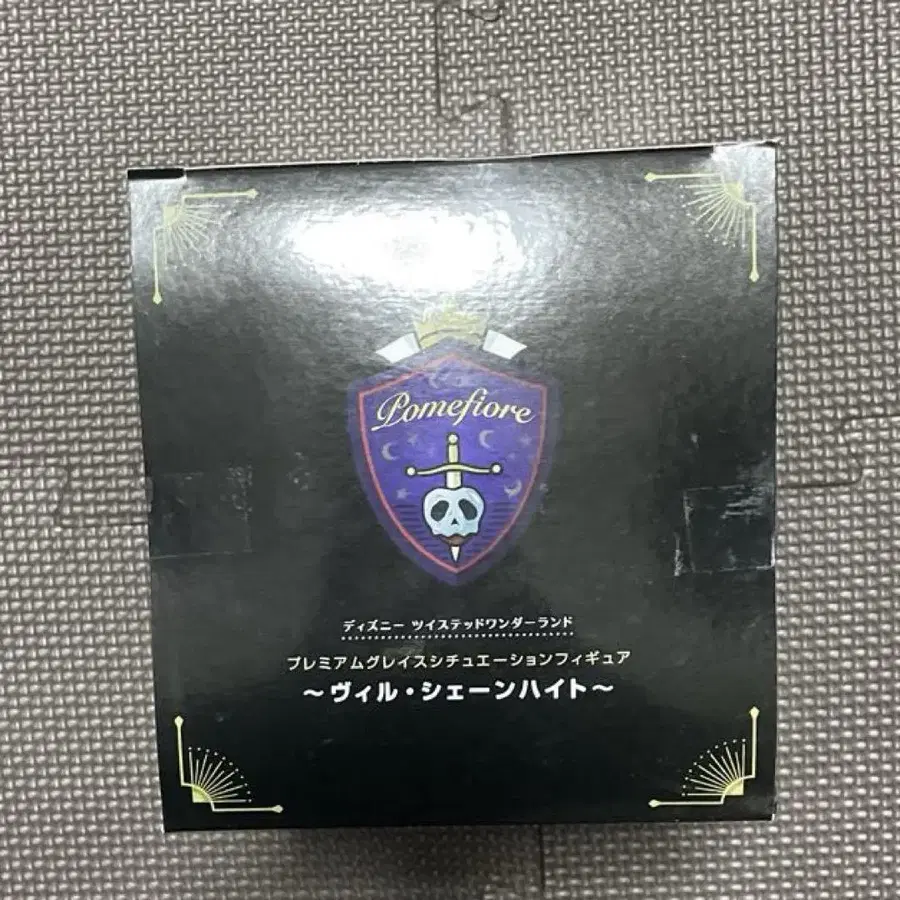 Pomefiore
ディズニー ツイステッドワンダーランド
プレミアムグレイスシチュエーションフィギュア
～ヴィル・シェーンハイト～